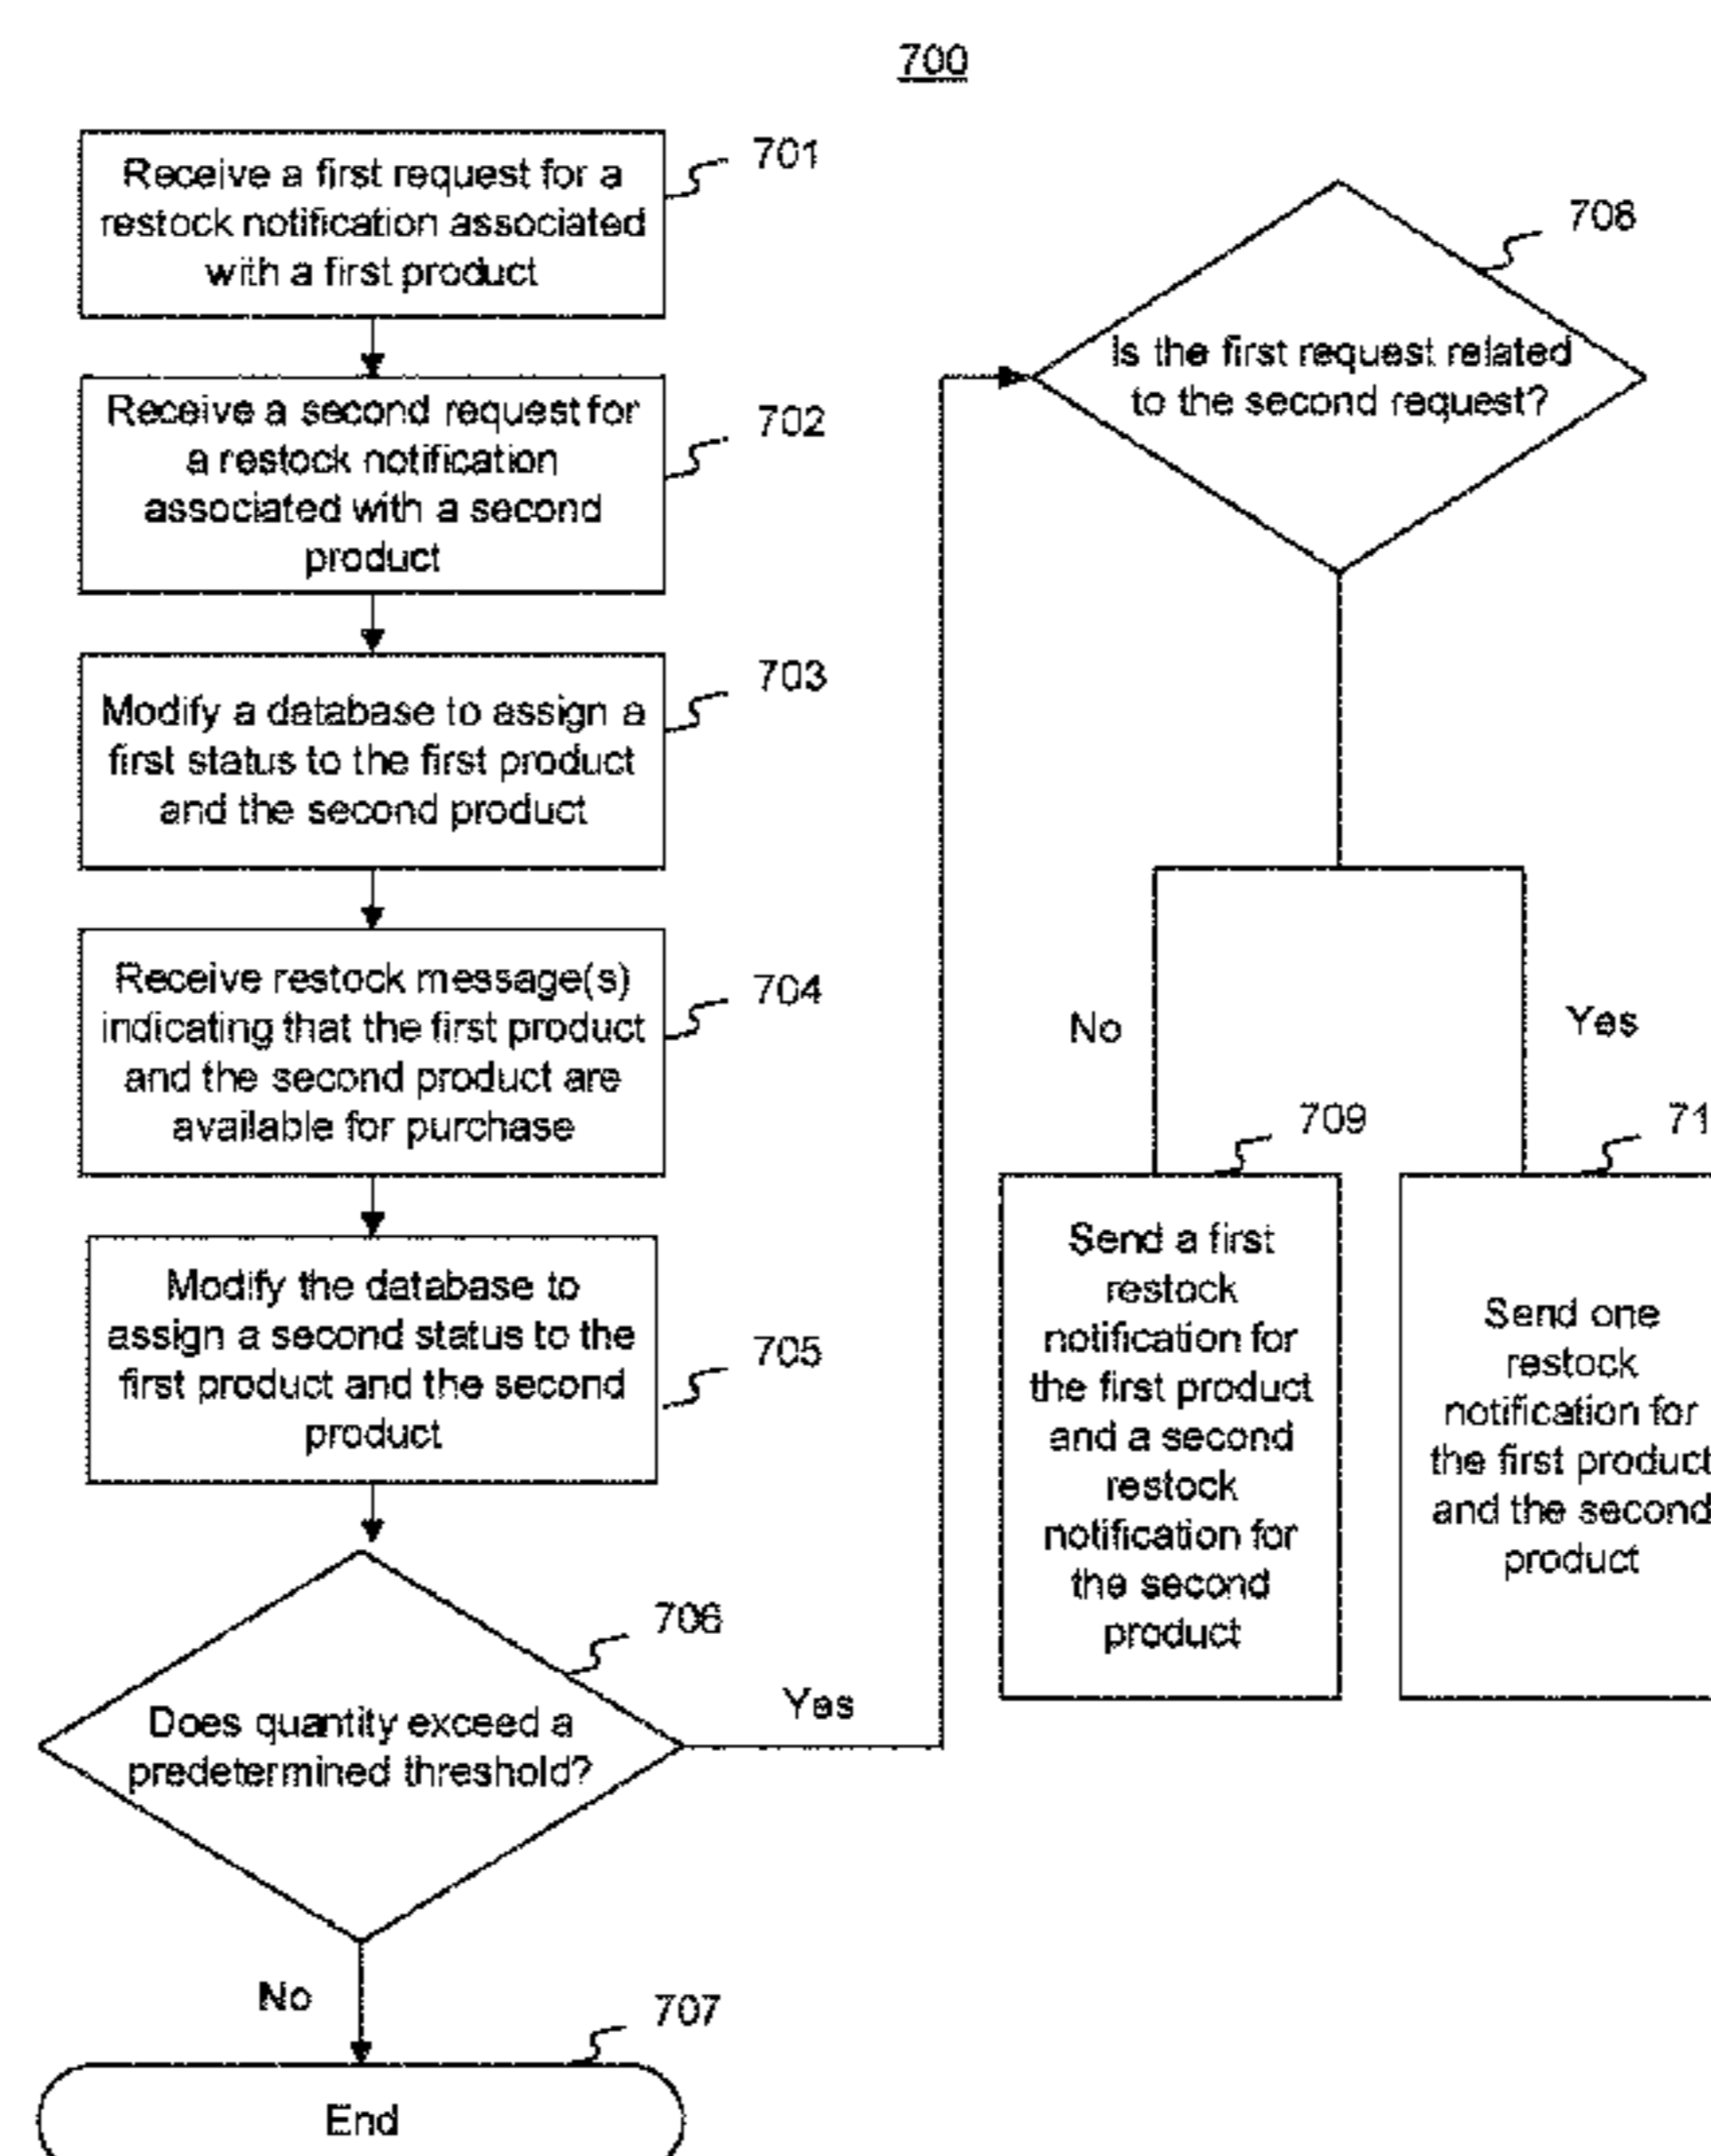 700
701
Receive a first request for a
restock notification associated
with a first product
702
Receive a second request for
a restock notification
associated with a second
product
703
Modify a database to assign a
first status to the first product
and the second product
704
Receive restock message(s)
indicating that the first product
and the second product are
available for purchase
705
Modify the database to
assign a second status to the
first product and the second
product
706
Does quantity exceed a
predetermined threshold?
Yes
No
707
End
708
Is the first request related
to the second request?
No
Yes
709
Send a first
restock
notification for
the first product
and a second
restock
notification for
the second
product
71
Send one
restock
notification for
the first product
and the second
product